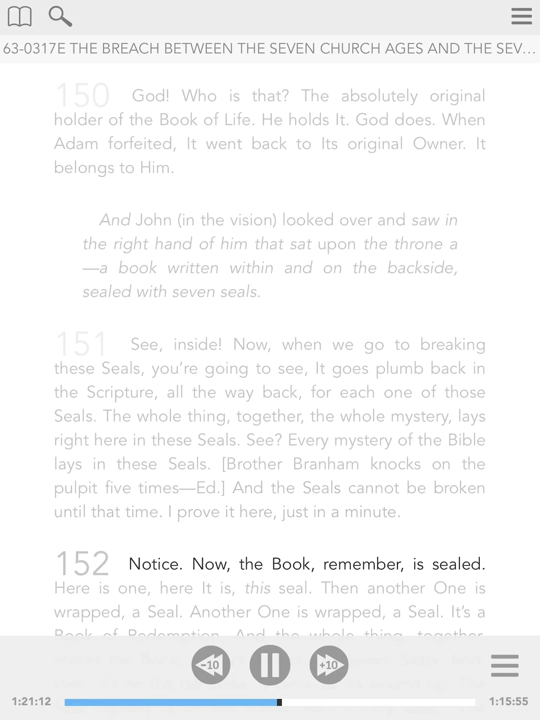 63-0317E THE BREACH BETWEEN THE SEVEN CHURCH AGES AND THE SEV...
150 God! Who is that? The absolutely original
holder of the Book of Life. He holds It. God does. When
Adam forfeited, It went back to Its original Owner. It
belongs to Him.
And John (in the vision) looked over and saw in
the right hand of him that sat upon the throne a
—a book written within and on the backside,
sealed with seven seals.
151 See, inside! Now, when we go to breaking
these Seals, you're going to see, It goes plumb back in
the Scripture, all the way back, for each one of those
Seals. The whole thing, together, the whole mystery, lays
right here in these Seals. See? Every mystery of the Bible
lays in these Seals. [Brother Branham knocks on the
pulpit five times—Ed.] And the Seals cannot be broken
until that time. I prove it here, just in a minute.
152 Notice. Now, the Book, remember, is sealed.
Here is one, here It is, this seal. Then another One is
wrapped, a Seal. Another One is wrapped, a Seal. It's a
Book of Redemption. And the whole thing, together,
-10 +10
1:21:12 1:15:55